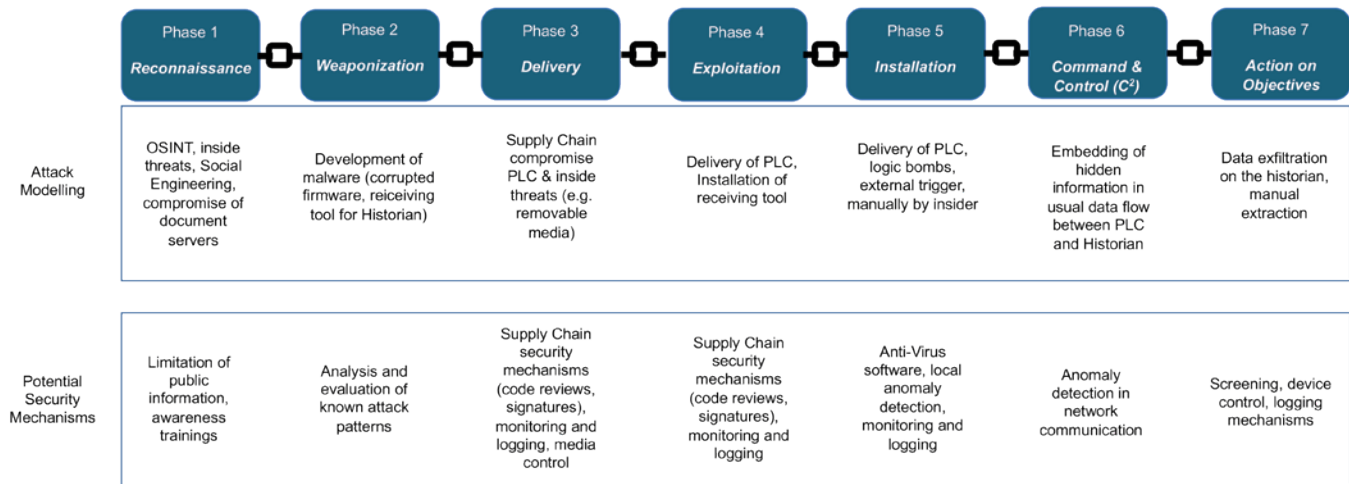 Phase 1
Reconnaissance
Phase 2
Weaponization
Phase 3
Delivery
Phase 4
Exploitation
Phase 5
Installation
Phase 6
Command &
Control (C²)
Phase 7
Action on
Objectives
Attack
Modelling
OSINT, inside
threats, Social
Engineering,
compromise of
document
servers
Development of
malware (corrupted
firmware, reiceiving
tool for Historian)
Supply Chain
compromise
PLC & inside
threats (e.g.
removable
media)
Delivery of PLC,
Installation of
receiving tool
Delivery of PLC,
logic bombs,
external trigger,
manually by insider
Embedding of
hidden
information in
usual data flow
between PLC
and Historian
Data exfiltration
on the historian,
manual
extraction
Potential
Security
Mechanisms
Limitation of
public
information,
awareness
trainings
Analysis and
evaluation of
known attack
patterns
Supply Chain
security
mechanisms
(code reviews,
signatures),
monitoring and
logging, media
control
Supply Chain
security
mechanisms
(code reviews,
signatures),
monitoring and
logging
Anti-Virus
software, local
anomaly
detection,
monitoring and
logging
Anomaly
detection in
network
communication
Screening, device
control, logging
mechanisms